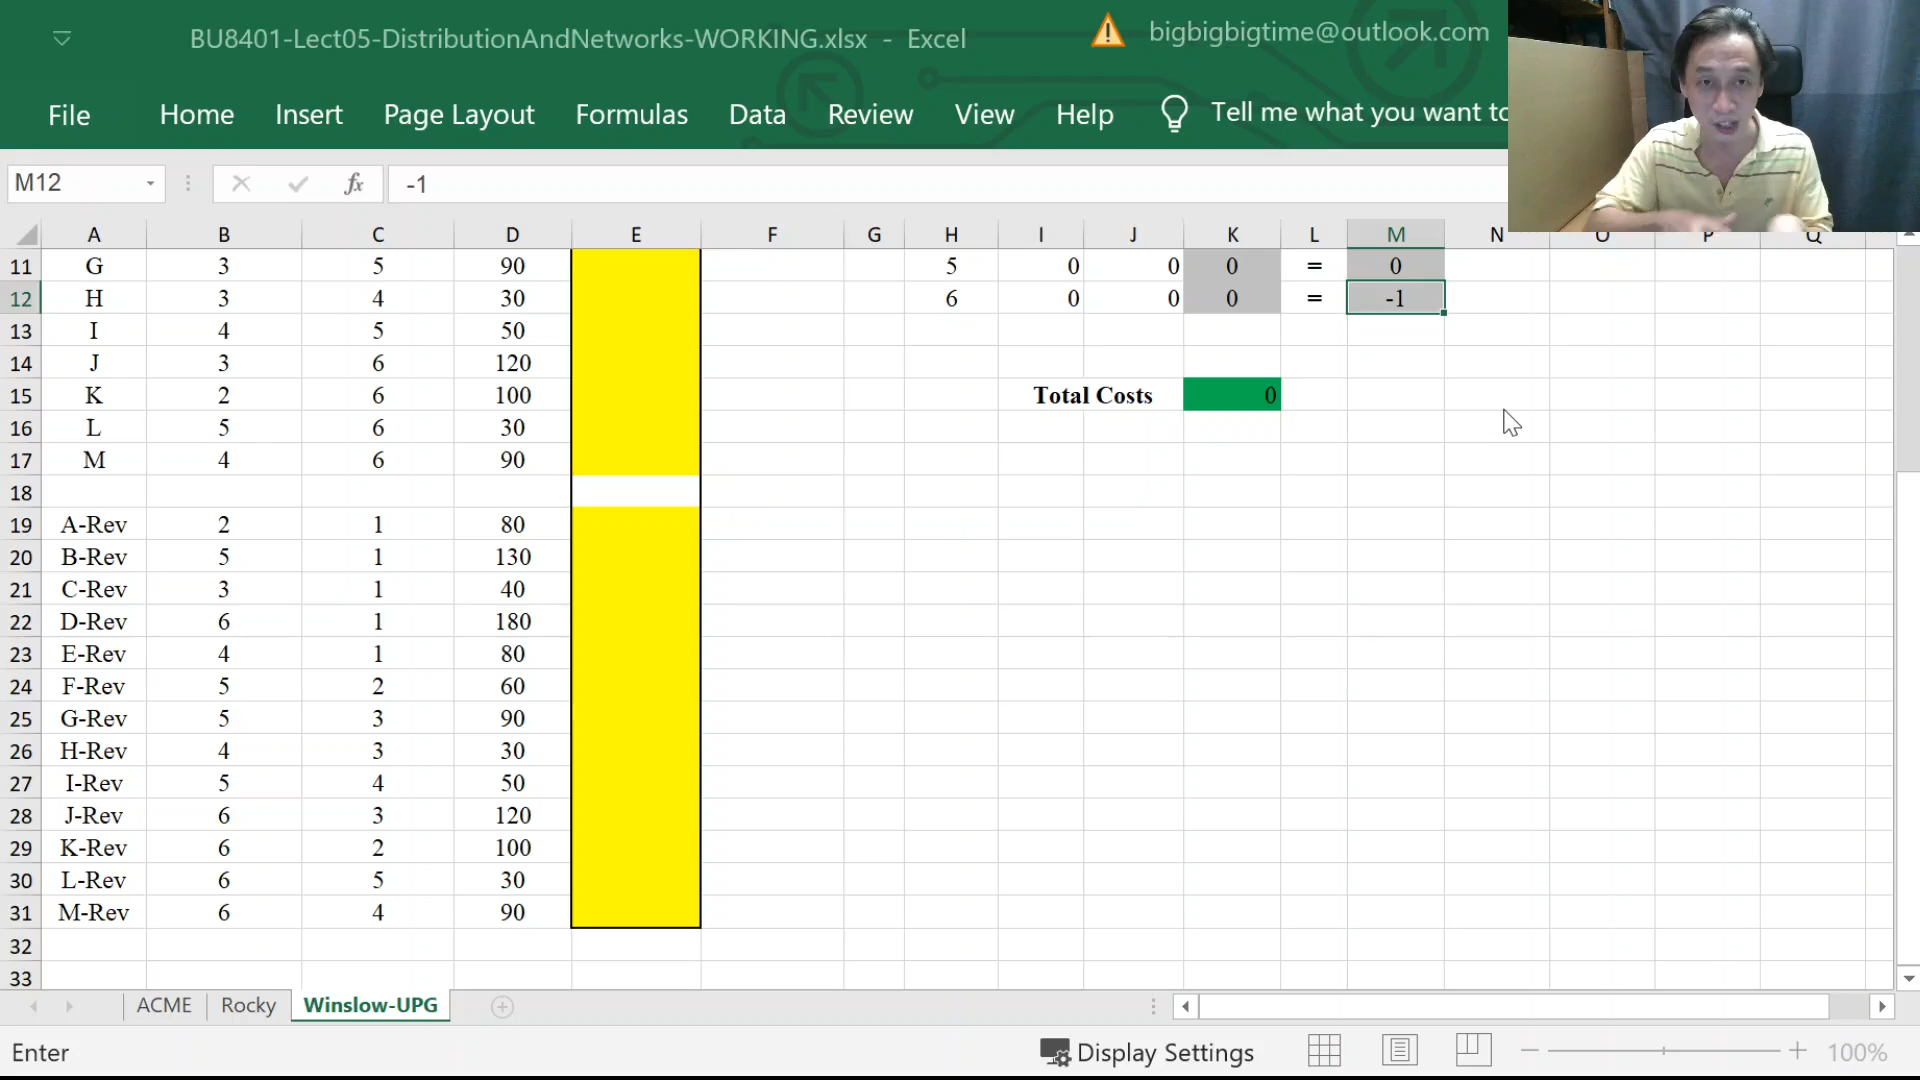 BU8401-Lect05-DistributionAndNetworks-WORKING.xlsx - Excel
bigbigbigtime@outlook.com
File Home Insert Page Layout Formulas Data Review View Help Tell me what you want to
M12 fx -1
A B C D E F G H I J K L M N O P Q
11 G 3 5 90 5 0 0 0 = 0
12 H 3 4 30 6 0 0 0 = -1
13 I 4 5 50
14 J 3 6 120
15 K 2 6 100 Total Costs 0
16 L 5 6 30
17 M 4 6 90
18
19 A-Rev 2 1 80
20 B-Rev 5 1 130
21 C-Rev 3 1 40
22 D-Rev 6 1 180
23 E-Rev 4 1 80
24 F-Rev 5 2 60
25 G-Rev 5 3 90
26 H-Rev 4 3 30
27 I-Rev 5 4 50
28 J-Rev 6 3 120
29 K-Rev 6 2 100
30 L-Rev 6 5 30
31 M-Rev 6 4 90
32
33
ACME Rocky Winslow-UPG
Enter Display Settings 100%